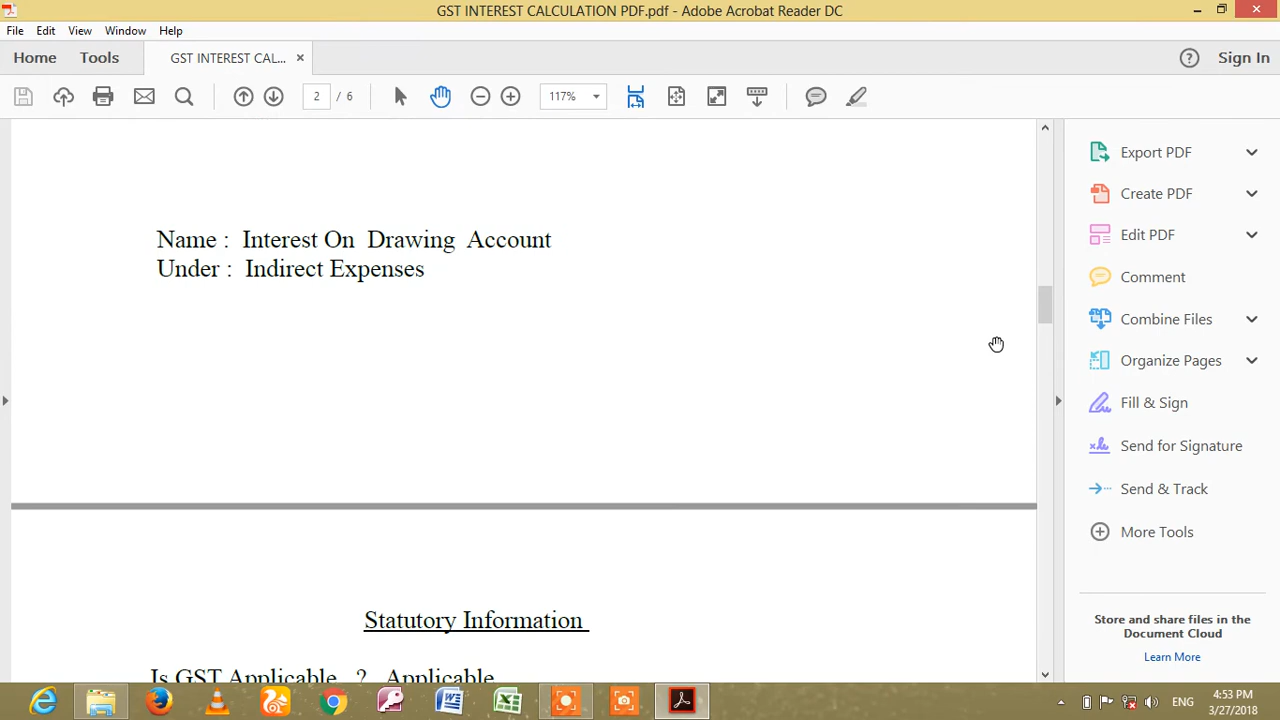 GST INTEREST CALCULATION PDF.pdf - Adobe Acrobat Reader DC
File Edit View Window Help
Home Tools GST INTEREST CAL... × Sign In
2 / 6 117%
Name : Interest On Drawing Account
Under : Indirect Expenses
Statutory Information
Is GST Applicable ? Applicable
Export PDF
Create PDF
Edit PDF
Comment
Combine Files
Organize Pages
Fill & Sign
Send for Signature
Send & Track
More Tools
Store and share files in the
Document Cloud
Learn More
ENG
4:53 PM
3/27/2018